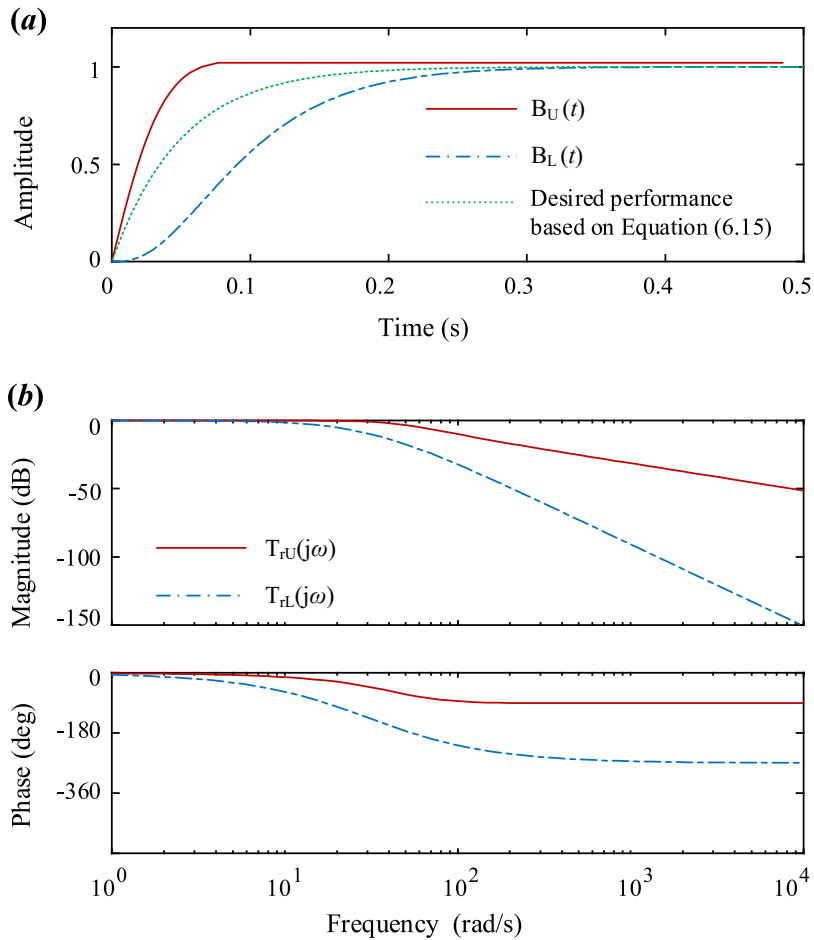 (a)
1
0.5
0
Amplitude
B_U (t)
B_L (t)
Desired performance
based on Equation (6.15)
0 0.1 0.2 0.3 0.4 0.5
Time (s)
(b)
0
-50
-100
-150
Magnitude (dB)
T_rU(jω)
T_rL(jω)
0
-180
-360
Phase (deg)
10^0 10^1 10^2 10^3 10^4
Frequency (rad/s)